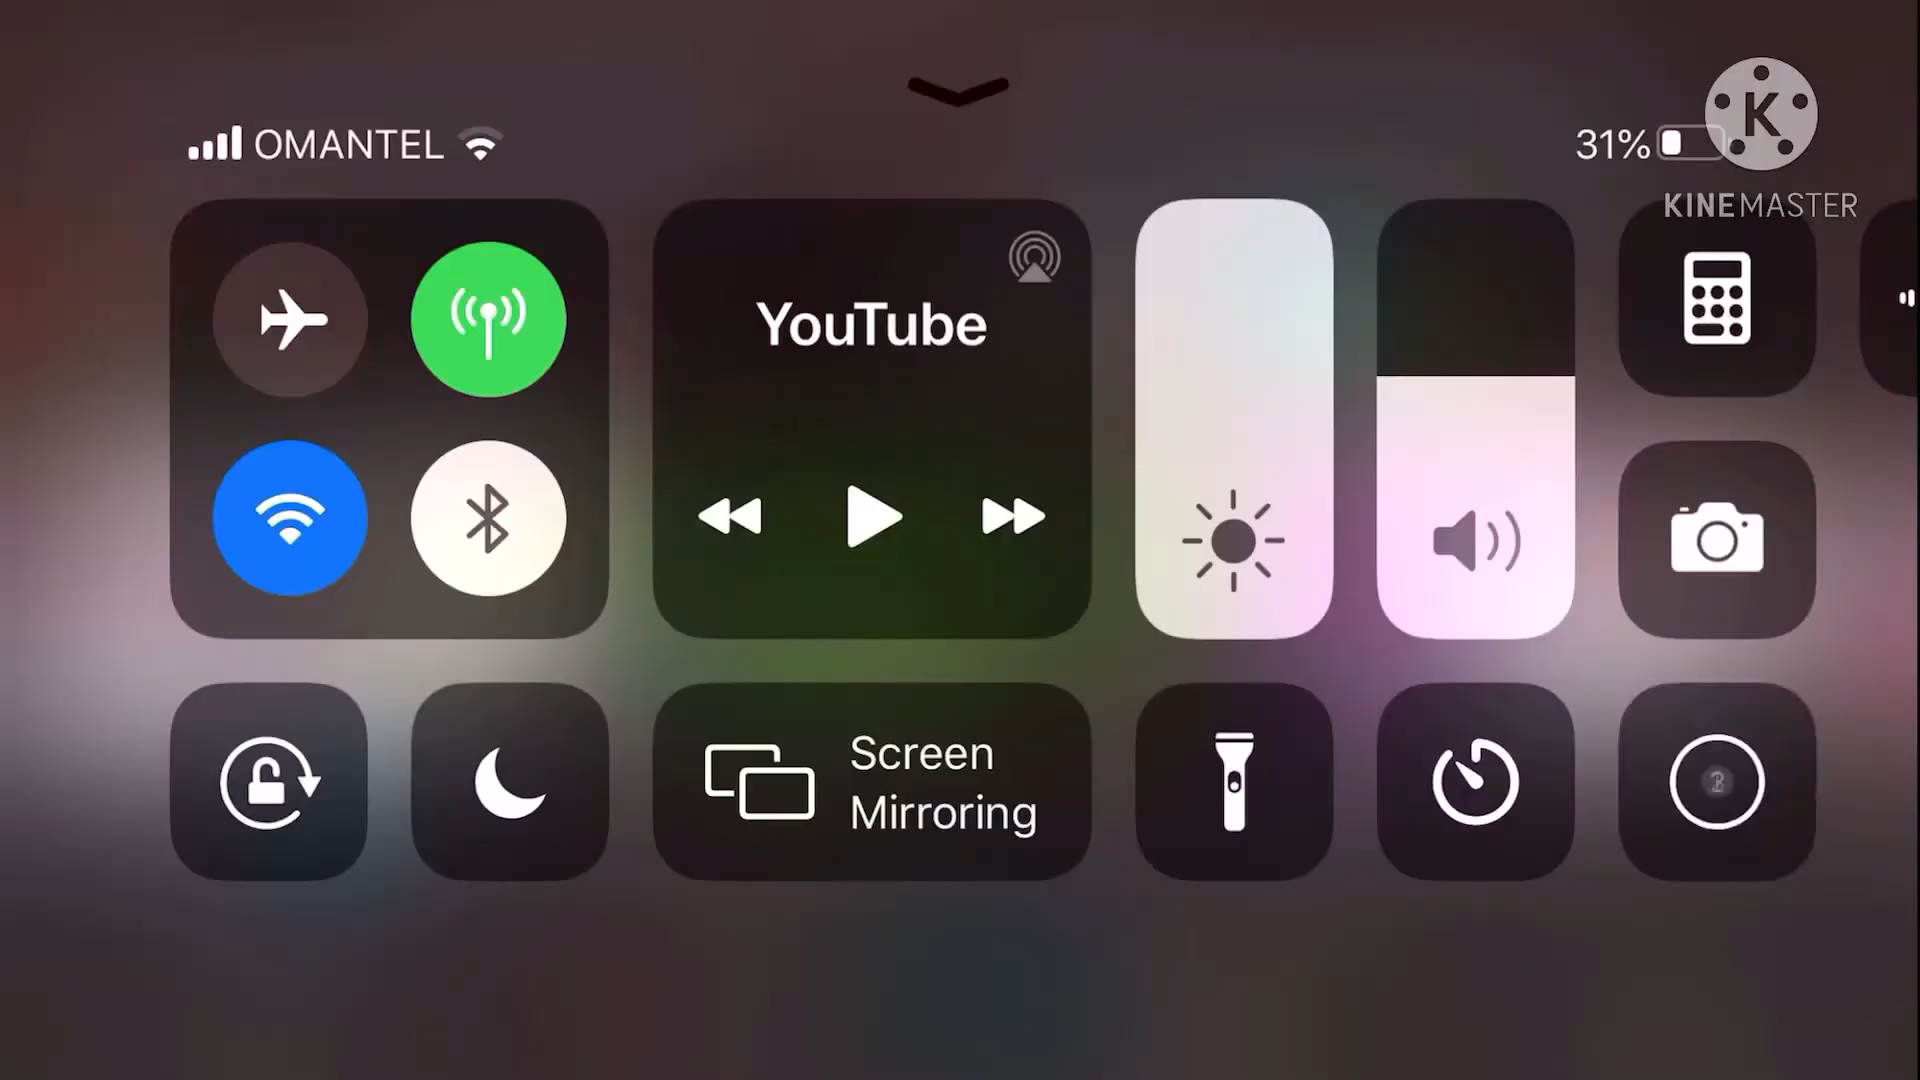 OMANTEL
31%
KINEMASTER
YouTube
Screen
Mirroring